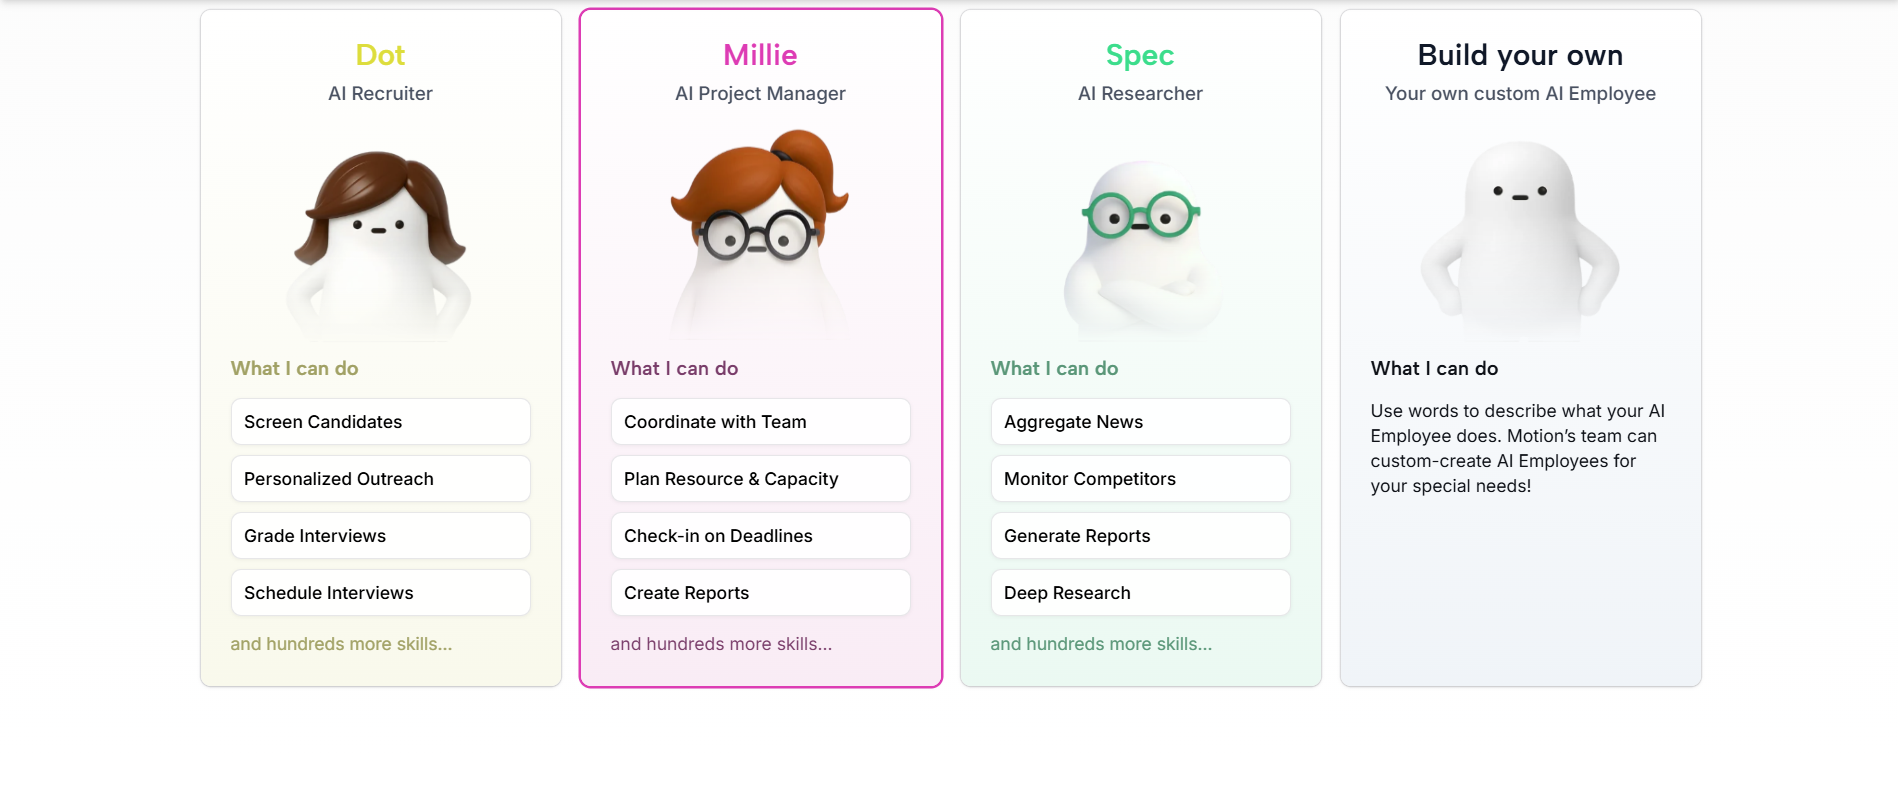 Dot
AI Recruiter
What I can do
Screen Candidates
Personalized Outreach
Grade Interviews
Schedule Interviews
and hundreds more skills...
Millie
AI Project Manager
What I can do
Coordinate with Team
Plan Resource & Capacity
Check-in on Deadlines
Create Reports
and hundreds more skills...
Spec
AI Researcher
What I can do
Aggregate News
Monitor Competitors
Generate Reports
Deep Research
and hundreds more skills...
Build your own
Your own custom AI Employee
What I can do
Use words to describe what your AI
Employee does. Motion’s team can
custom-create AI Employees for
your special needs!